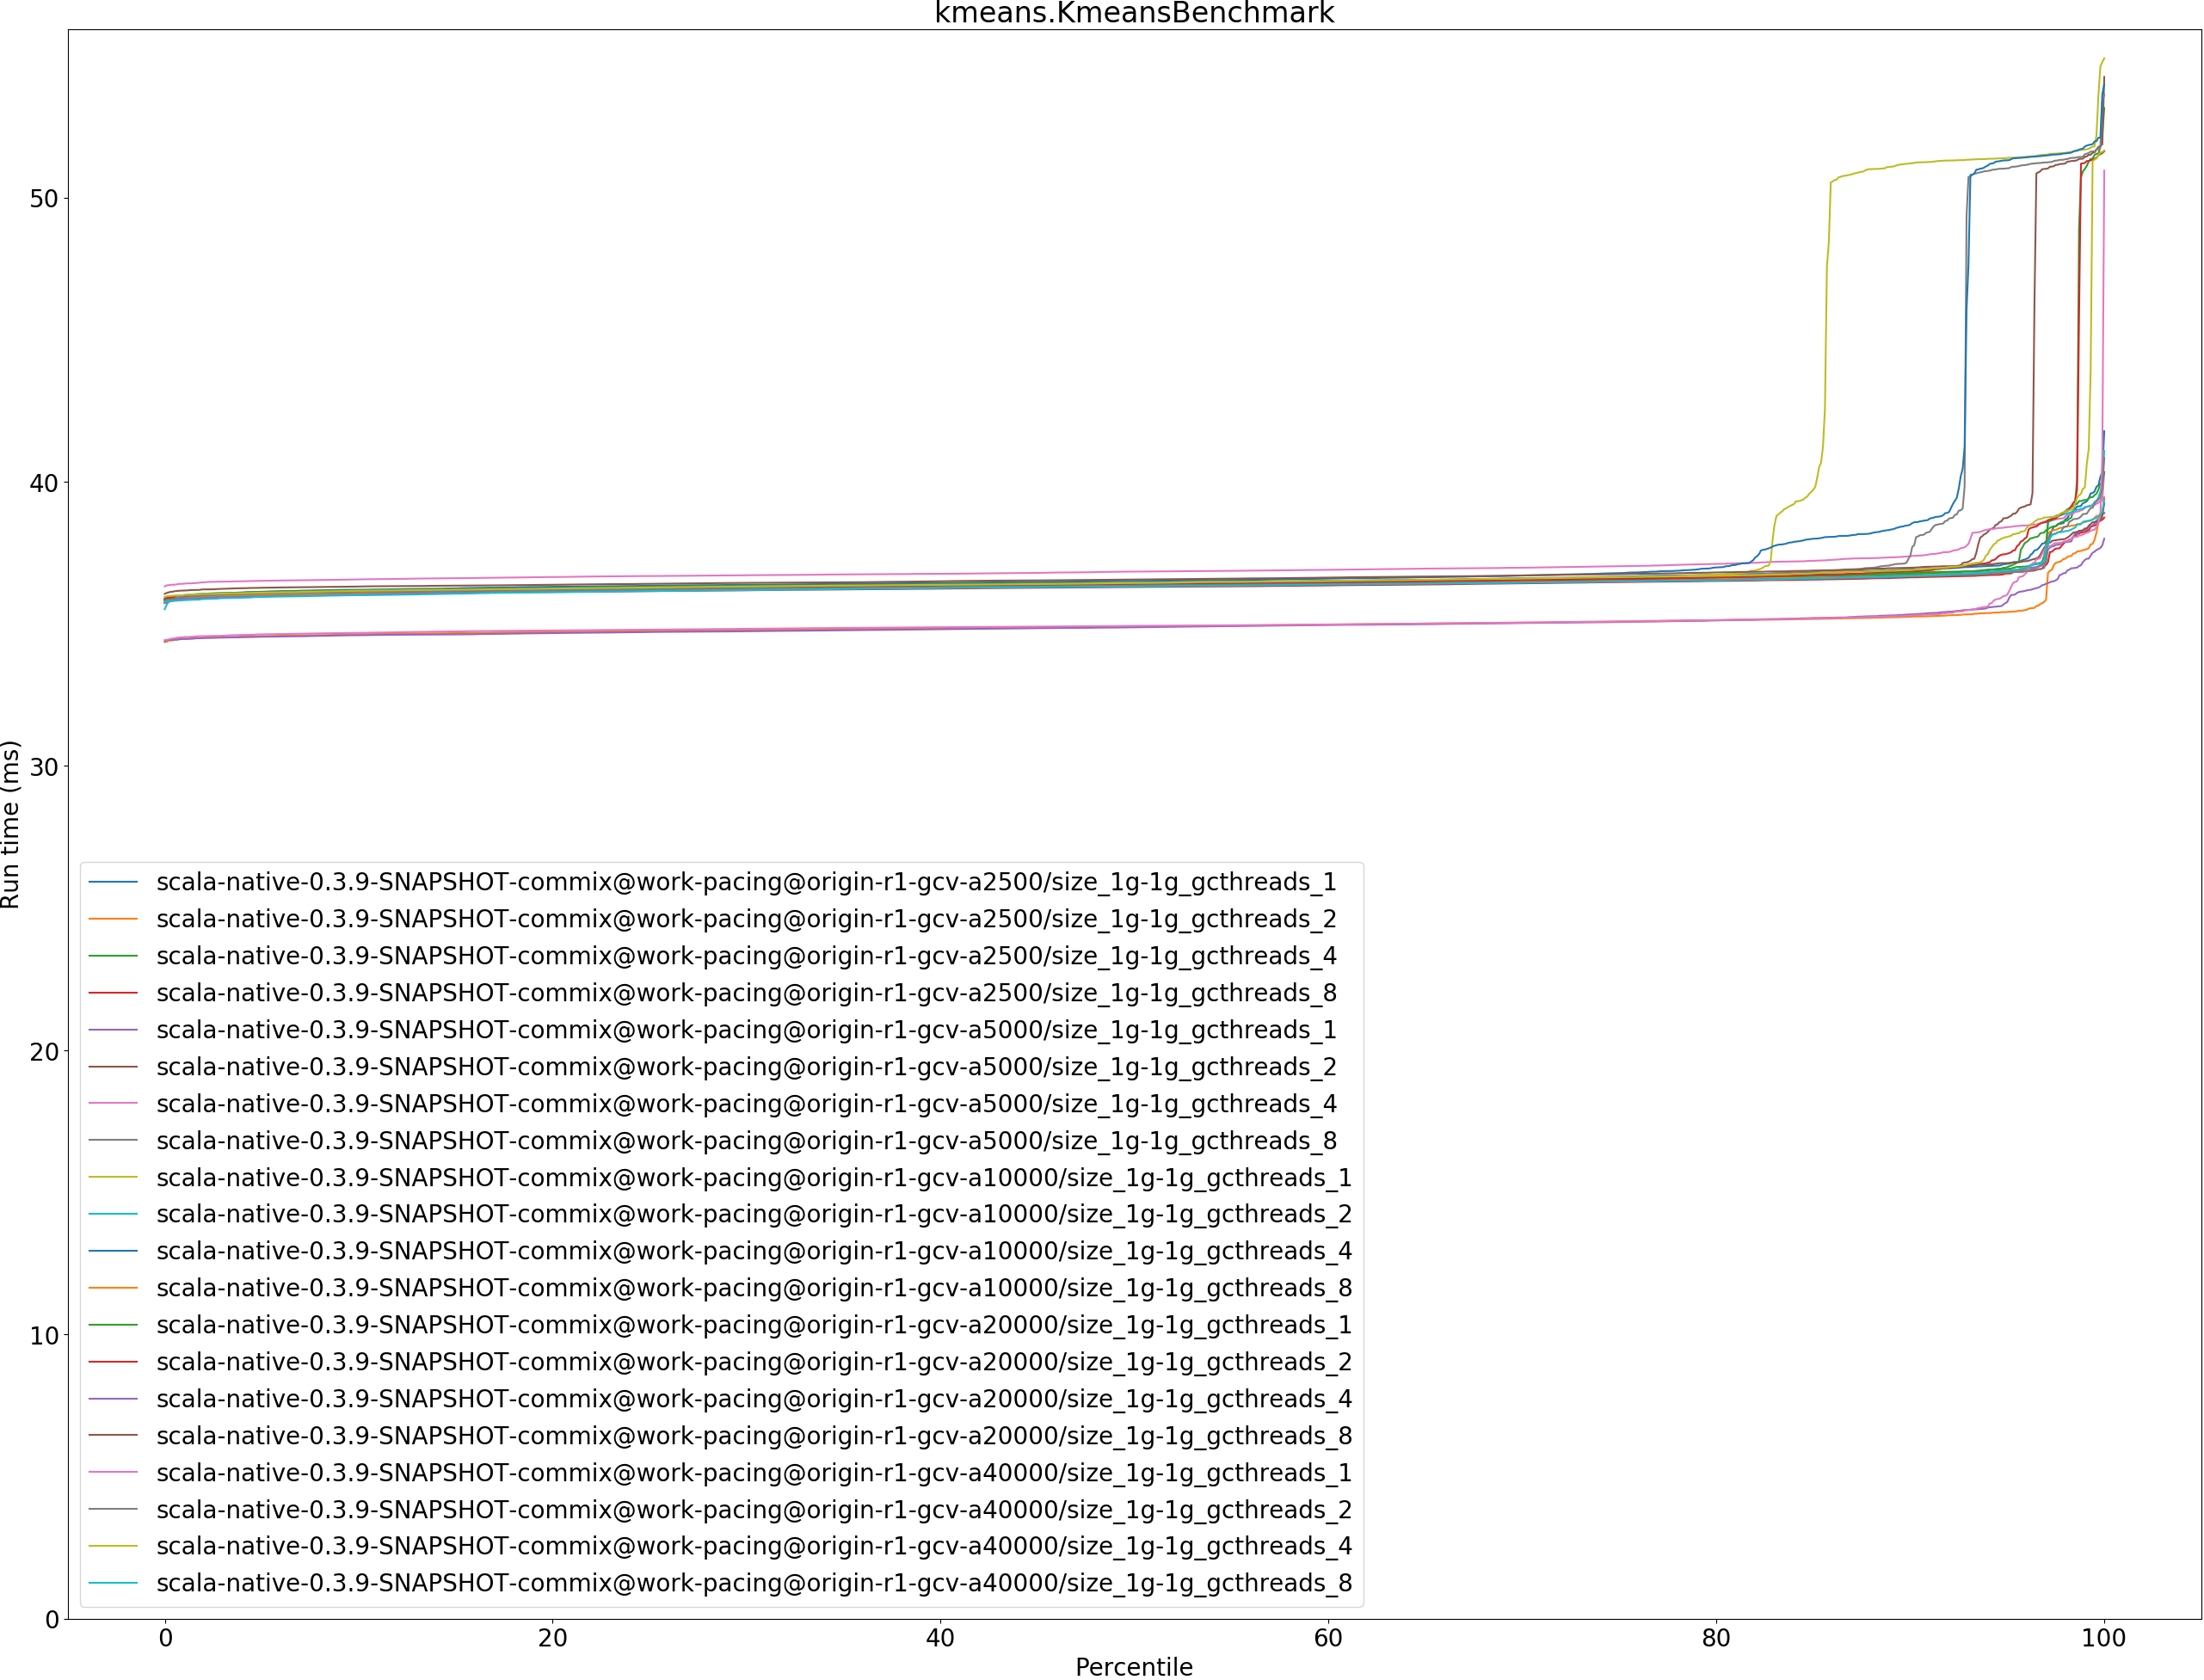 kmeans.KmeansBenchmark
Run time (ms)
50
40
30
20
10
0
scala-native-0.3.9-SNAPSHOT-commix@work-pacing@origin-r1-gcv-a2500/size_1g-1g_gcthreads_1
scala-native-0.3.9-SNAPSHOT-commix@work-pacing@origin-r1-gcv-a2500/size_1g-1g_gcthreads_2
scala-native-0.3.9-SNAPSHOT-commix@work-pacing@origin-r1-gcv-a2500/size_1g-1g_gcthreads_4
scala-native-0.3.9-SNAPSHOT-commix@work-pacing@origin-r1-gcv-a2500/size_1g-1g_gcthreads_8
scala-native-0.3.9-SNAPSHOT-commix@work-pacing@origin-r1-gcv-a5000/size_1g-1g_gcthreads_1
scala-native-0.3.9-SNAPSHOT-commix@work-pacing@origin-r1-gcv-a5000/size_1g-1g_gcthreads_2
scala-native-0.3.9-SNAPSHOT-commix@work-pacing@origin-r1-gcv-a5000/size_1g-1g_gcthreads_4
scala-native-0.3.9-SNAPSHOT-commix@work-pacing@origin-r1-gcv-a5000/size_1g-1g_gcthreads_8
scala-native-0.3.9-SNAPSHOT-commix@work-pacing@origin-r1-gcv-a10000/size_1g-1g_gcthreads_1
scala-native-0.3.9-SNAPSHOT-commix@work-pacing@origin-r1-gcv-a10000/size_1g-1g_gcthreads_2
scala-native-0.3.9-SNAPSHOT-commix@work-pacing@origin-r1-gcv-a10000/size_1g-1g_gcthreads_4
scala-native-0.3.9-SNAPSHOT-commix@work-pacing@origin-r1-gcv-a10000/size_1g-1g_gcthreads_8
scala-native-0.3.9-SNAPSHOT-commix@work-pacing@origin-r1-gcv-a20000/size_1g-1g_gcthreads_1
scala-native-0.3.9-SNAPSHOT-commix@work-pacing@origin-r1-gcv-a20000/size_1g-1g_gcthreads_2
scala-native-0.3.9-SNAPSHOT-commix@work-pacing@origin-r1-gcv-a20000/size_1g-1g_gcthreads_4
scala-native-0.3.9-SNAPSHOT-commix@work-pacing@origin-r1-gcv-a20000/size_1g-1g_gcthreads_8
scala-native-0.3.9-SNAPSHOT-commix@work-pacing@origin-r1-gcv-a40000/size_1g-1g_gcthreads_1
scala-native-0.3.9-SNAPSHOT-commix@work-pacing@origin-r1-gcv-a40000/size_1g-1g_gcthreads_2
scala-native-0.3.9-SNAPSHOT-commix@work-pacing@origin-r1-gcv-a40000/size_1g-1g_gcthreads_4
scala-native-0.3.9-SNAPSHOT-commix@work-pacing@origin-r1-gcv-a40000/size_1g-1g_gcthreads_8
0 20 40 60 80 100
Percentile